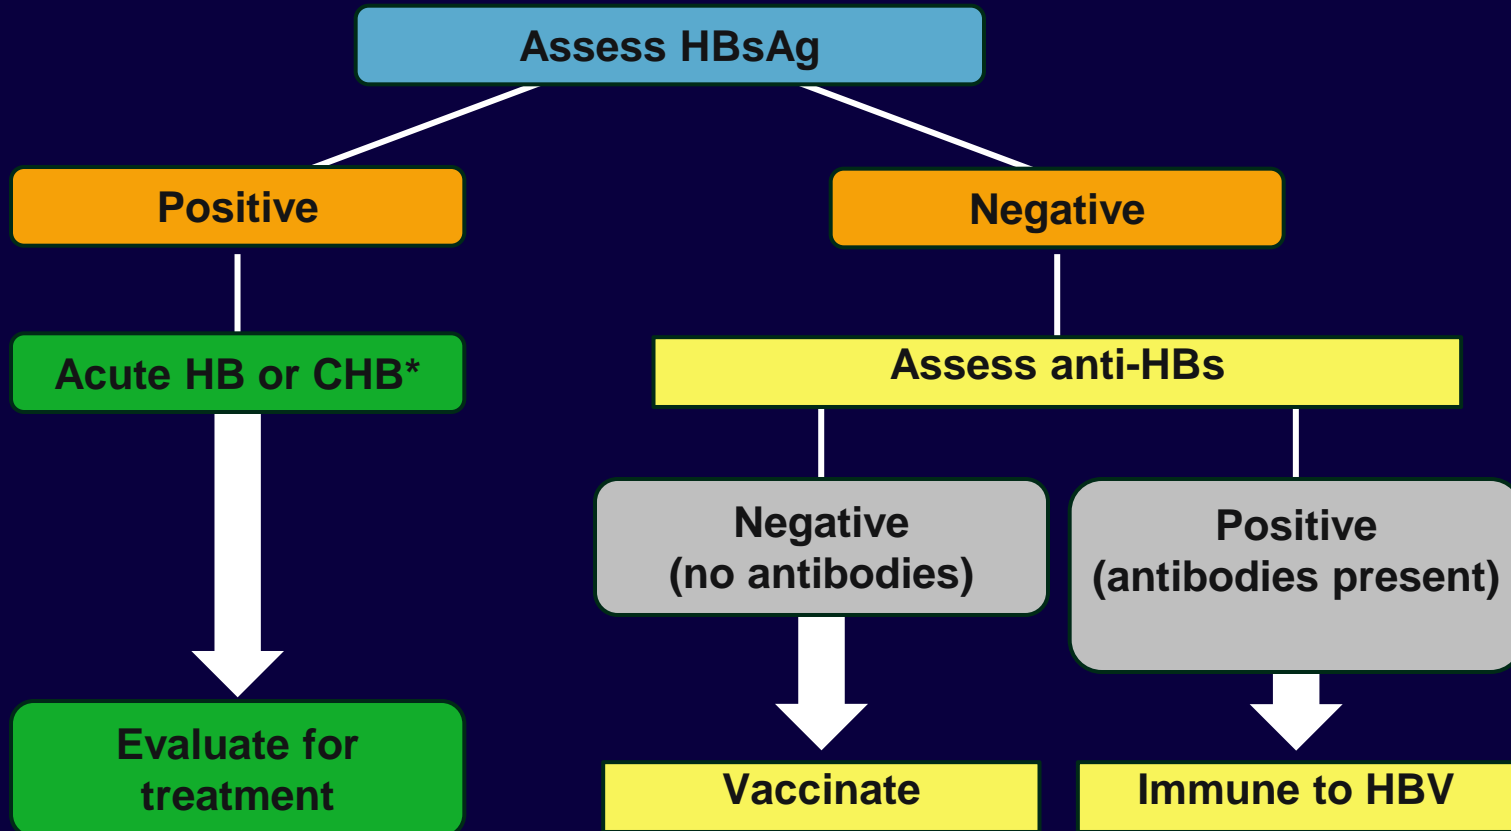 Assess HBsAg
Positive
Negative
Acute HB or CHB*
Assess anti-HBs
Negative
(no antibodies)
Positive
(antibodies present)
Evaluate for
treatment
Vaccinate
Immune to HBV